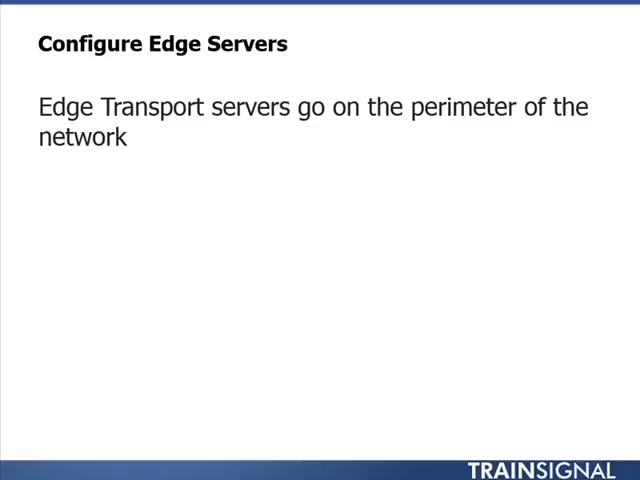 Configure Edge Servers
Edge Transport servers go on the perimeter of the
network
TRAINSIGNAL